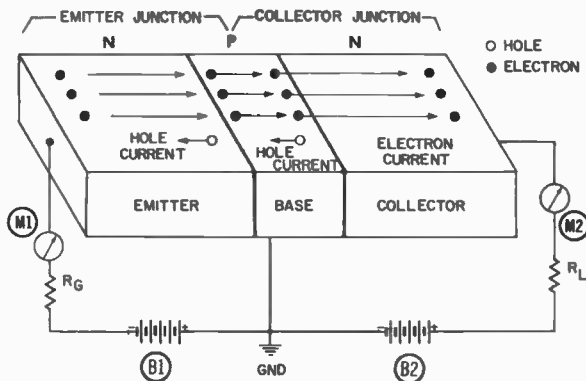 EMITTER JUNCTION COLLECTOR JUNCTION
N P N
HOLE
ELECTRON
HOLE CURRENT
HOLE CURRENT
ELECTRON CURRENT
EMITTER BASE COLLECTOR
M1
M2
RG
RL
- + - +
B1
GND
B2